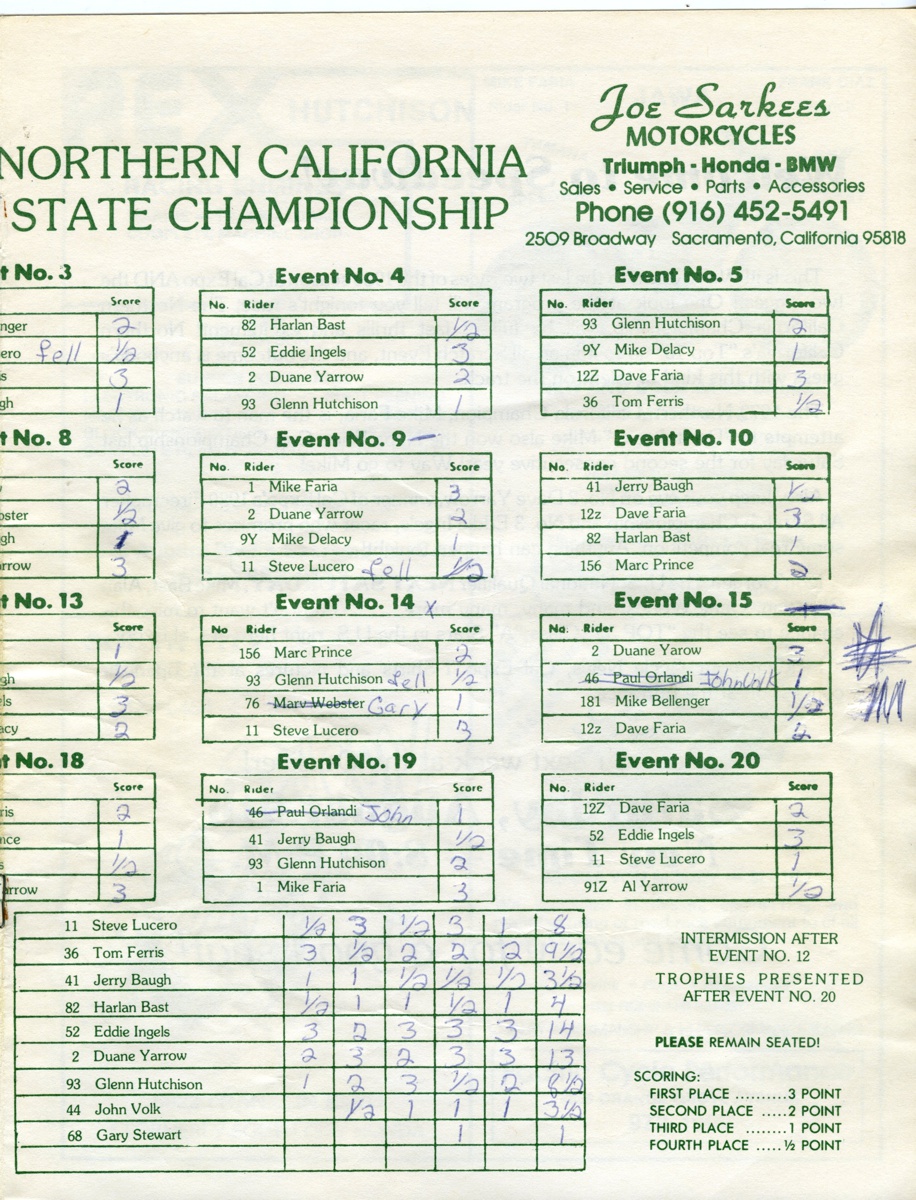 Joe Sarkees
MOTORCYCLES
Triumph - Honda - BMW
Sales • Service • Parts • Accessories
Phone (916) 452-5491
2509 Broadway Sacramento, California 95818
NORTHERN CALIFORNIA
STATE CHAMPIONSHIP
t No. 3
Score
nger 2
ero fell 1/2
s 3
gh 1
Event No. 4
No. Rider Score
82 Harlan Bast 1/2
52 Eddie Ingels 3
2 Duane Yarrow 2
93 Glenn Hutchison 1
Event No. 5
No. Rider Score
93 Glenn Hutchison 2
9Y Mike Delacy 1
12Z Dave Faria 3
36 Tom Ferris 1/2
t No. 8
Score
2
bster 1/2
gh 1
rrow 3
Event No. 9
No. Rider Score
1 Mike Faria 3
2 Duane Yarrow 2
9Y Mike Delacy 1
11 Steve Lucero fell 1/2
Event No. 10
No. Rider Score
41 Jerry Baugh 1/2
12z Dave Faria 3
82 Harlan Bast 1
156 Marc Prince 2
t No. 13
Score
1
gh 1/2
els 3
acy 2
Event No. 14 x
No. Rider Score
156 Marc Prince 2
93 Glenn Hutchison fell 1/2
76 Marv Webster Gary 1
11 Steve Lucero 3
Event No. 15
No. Rider Score
2 Duane Yarow 3
46 Paul Orlandi John Volk 1
181 Mike Bellenger 1/2
12z Dave Faria
t No. 18
Score
ris 2
nce 1
s 1/2
arrow 3
Event No. 19
No. Rider Score
46 Paul Orlandi John 1
41 Jerry Baugh 1/2
93 Glenn Hutchison 2
1 Mike Faria 3
Event No. 20
No. Rider Score
12Z Dave Faria 2
52 Eddie Ingels 3
11 Steve Lucero 1
91Z Al Yarrow 1/2
11 Steve Lucero 1/2 3 1/2 3 1 8
36 Tom Ferris 3 1/2 2 2 2 9 1/2
41 Jerry Baugh 1 1 1/2 1/2 1/2 3 1/2
82 Harlan Bast 1/2 1 1 1/2 1 4
52 Eddie Ingels 3 2 3 3 3 14
2 Duane Yarrow 2 3 2 3 3 13
93 Glenn Hutchison 1 2 3 1/2 2 8 1/2
44 John Volk 1/2 1 1 1 3 1/2
68 Gary Stewart 1 1
INTERMISSION AFTER
EVENT NO. 12
TROPHIES PRESENTED
AFTER EVENT NO. 20
PLEASE REMAIN SEATED!
SCORING:
FIRST PLACE .........3 POINT
SECOND PLACE .....2 POINT
THIRD PLACE ........1 POINT
FOURTH PLACE ..... ½ POINT